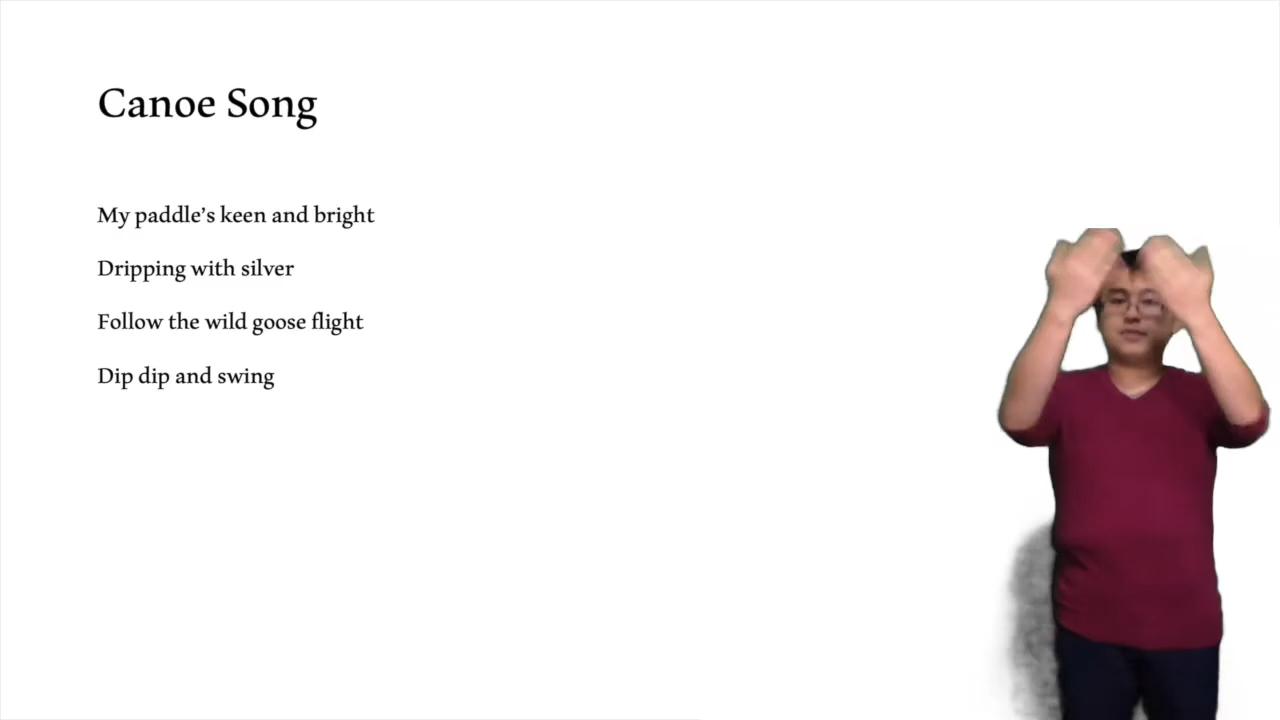 Canoe Song
My paddle’s keen and bright
Dripping with silver
Follow the wild goose flight
Dip dip and swing